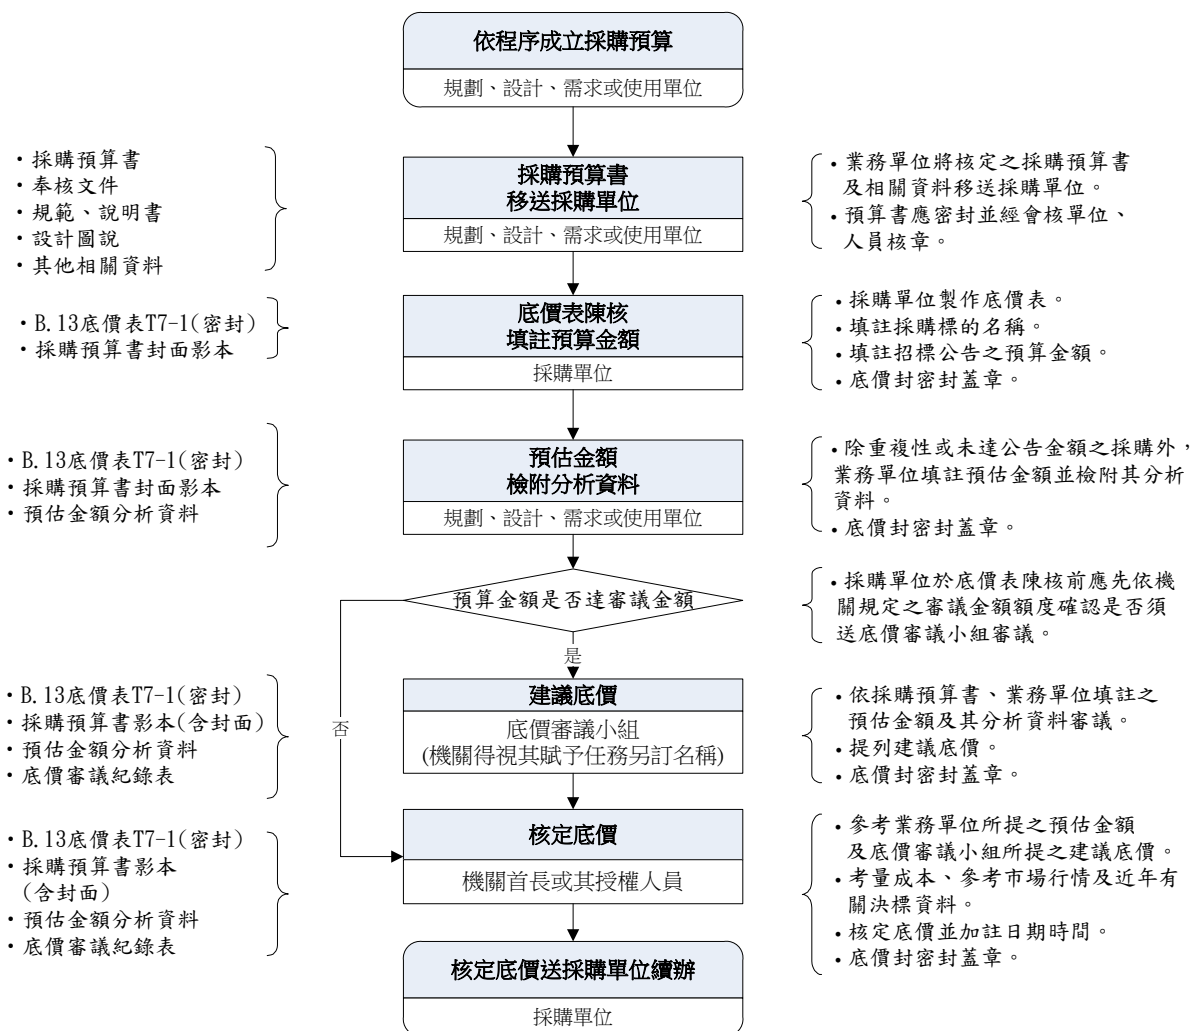 依程序成立採購預算
規劃、設計、需求或使用單位
・採購預算書
・奉核文件
・規範、說明書
・設計圖說
・其他相關資料
採購預算書
移送採購單位
規劃、設計、需求或使用單位
・業務單位將核定之採購預算書
及相關資料移送採購單位。
・預算書應密封並經會核單位、
人員核章。
・B.13底價表T7-1(密封)
・採購預算書封面影本
底價表陳核
填註預算金額
採購單位
・採購單位製作底價表。
・填註採購標的名稱。
・填註招標公告之預算金額。
・底價封密封蓋章。
・B.13底價表T7-1(密封)
・採購預算書封面影本
・預估金額分析資料
預估金額
檢附分析資料
規劃、設計、需求或使用單位
・除重複性或未達公告金額之採購外，
業務單位填註預估金額並檢附其分析
資料。
・底價封密封蓋章。
預算金額是否達審議金額
・採購單位於底價表陳核前應先依機
關規定之審議金額額度確認是否須
送底價審議小組審議。
是
否
・B.13底價表T7-1(密封)
・採購預算書影本(含封面)
・預估金額分析資料
・底價審議紀錄表
建議底價
底價審議小組
(機關得視其賦予任務另訂名稱)
・依採購預算書、業務單位填註之
預估金額及其分析資料審議。
・提列建議底價。
・底價封密封蓋章。
・B.13底價表T7-1(密封)
・採購預算書影本
(含封面)
・預估金額分析資料
・底價審議紀錄表
核定底價
機關首長或其授權人員
・參考業務單位所提之預估金額
及底價審議小組所提之建議底價。
・考量成本、參考市場行情及近年有
關決標資料。
・核定底價並加註日期時間。
・底價封密封蓋章。
核定底價送採購單位續辦
採購單位